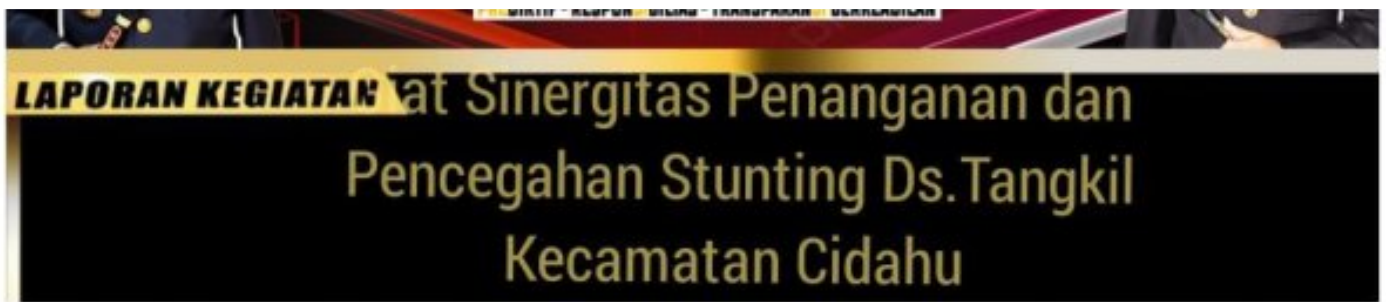 LAPORAN KEGIATAN
Sinergitas Penanganan dan
Pencegahan Stunting Ds.Tangkil
Kecamatan Cidahu